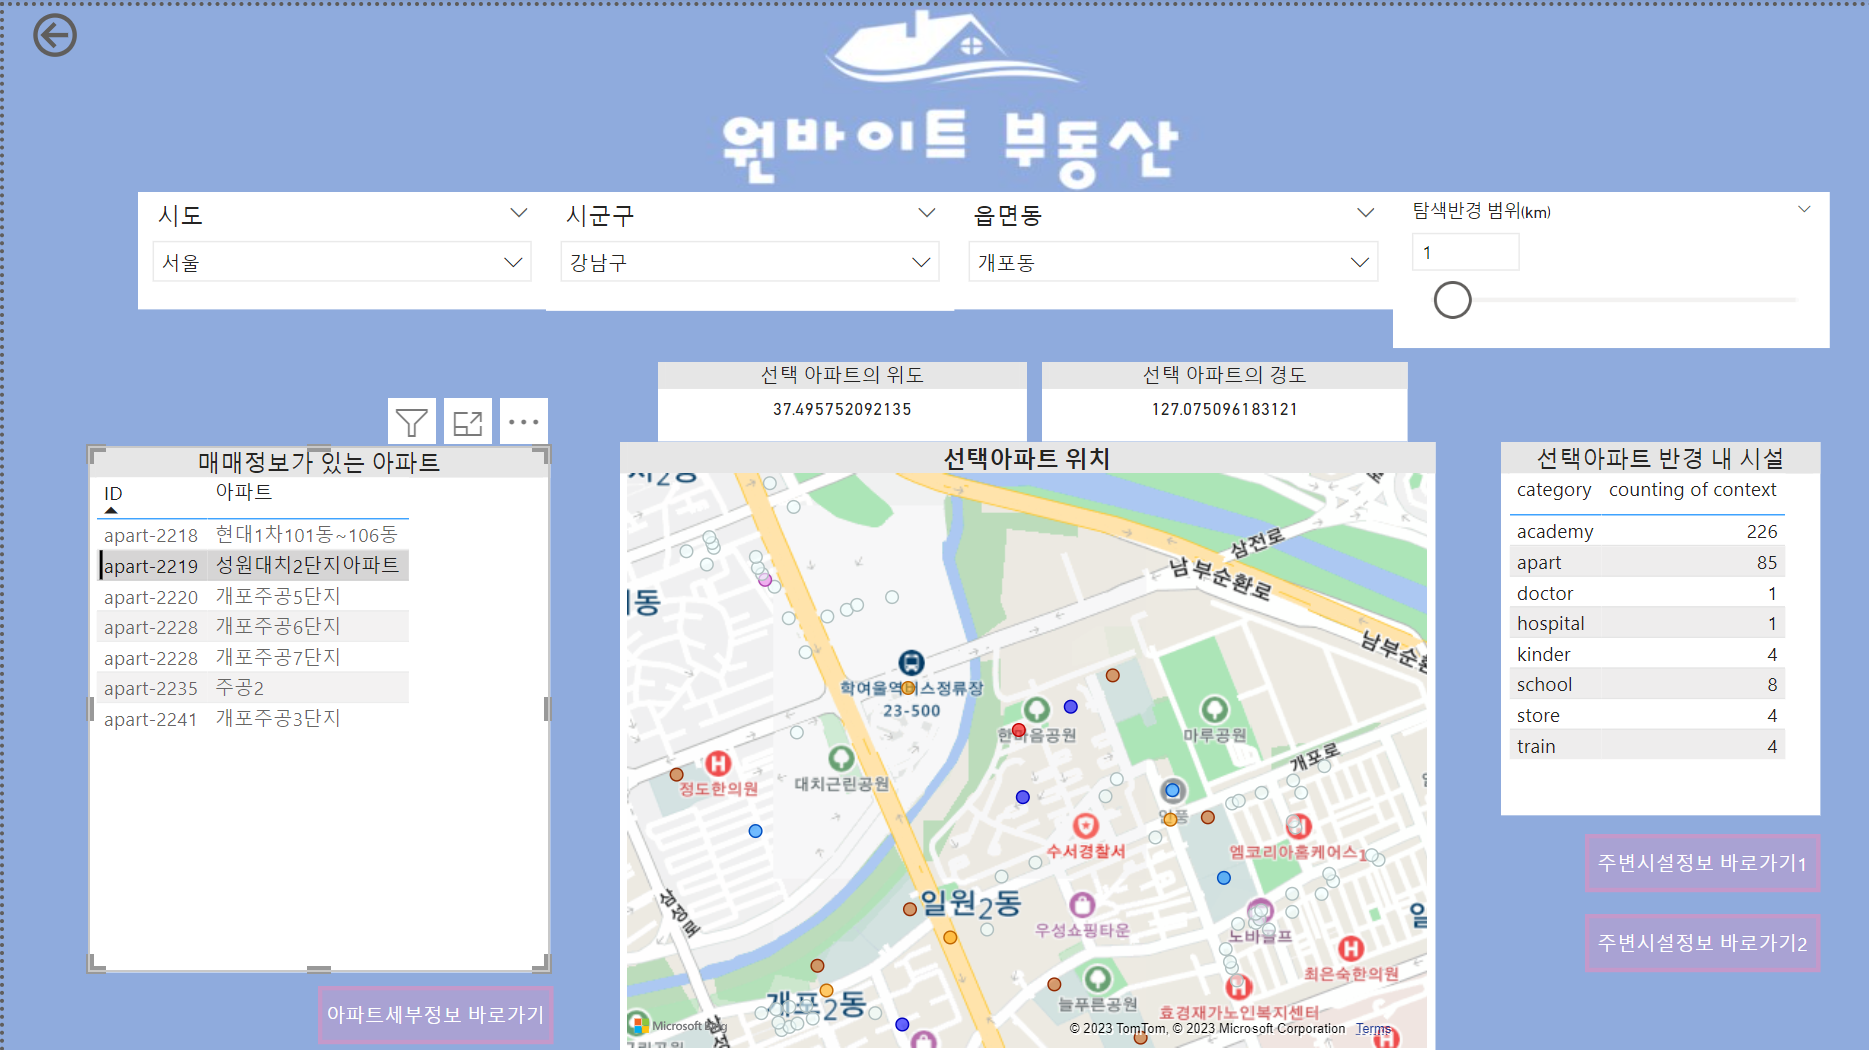 원바이트 부동산
시도
서울
시군구
강남구
읍면동
개포동
탐색반경 범위(km)
1
선택 아파트의 위도
37.495752092135
선택 아파트의 경도
127.075096183121
매매정보가 있는 아파트
ID 아파트
apart-2218 현대1차101동~106동
apart-2219 성원대치2단지아파트
apart-2220 개포주공5단지
apart-2228 개포주공6단지
apart-2228 개포주공7단지
apart-2235 주공2
apart-2241 개포주공3단지
아파트세부정보 바로가기
선택아파트 위치
삼전로
남부순환로
남부순
동
학여울역버스정류장
23-500
한마음공원
마루공원
개포로
정도한의원
대치근린공원
수서경찰서
엠코리아홈케어스1
삼성로
일원2동
우성쇼핑타운
노바골프
최은숙한의원
늘푸른공원
효경재가노인복지센터
개포2동
Microsoft Bing
© 2023 TomTom, © 2023 Microsoft Corporation Terms
선택아파트 반경 내 시설
category counting of context
academy 226
apart 85
doctor 1
hospital 1
kinder 4
school 8
store 4
train 4
주변시설정보 바로가기1
주변시설정보 바로가기2